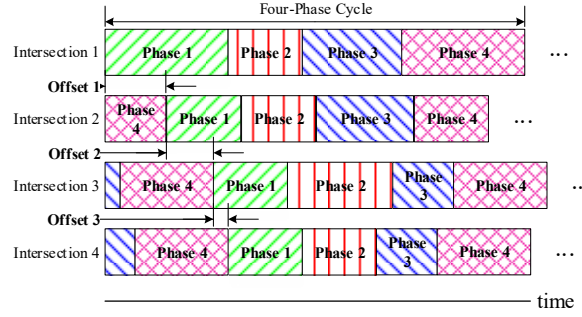 Four-Phase Cycle
Intersection 1 Phase 1 Phase 2 Phase 3 Phase 4 ...
Offset 1
Intersection 2 Phase 4 Phase 1 Phase 2 Phase 3 Phase 4 ...
Offset 2
Intersection 3 Phase 4 Phase 1 Phase 2 Phase 3 Phase 4 ...
Offset 3
Intersection 4 Phase 4 Phase 1 Phase 2 Phase 3 Phase 4 ...
time